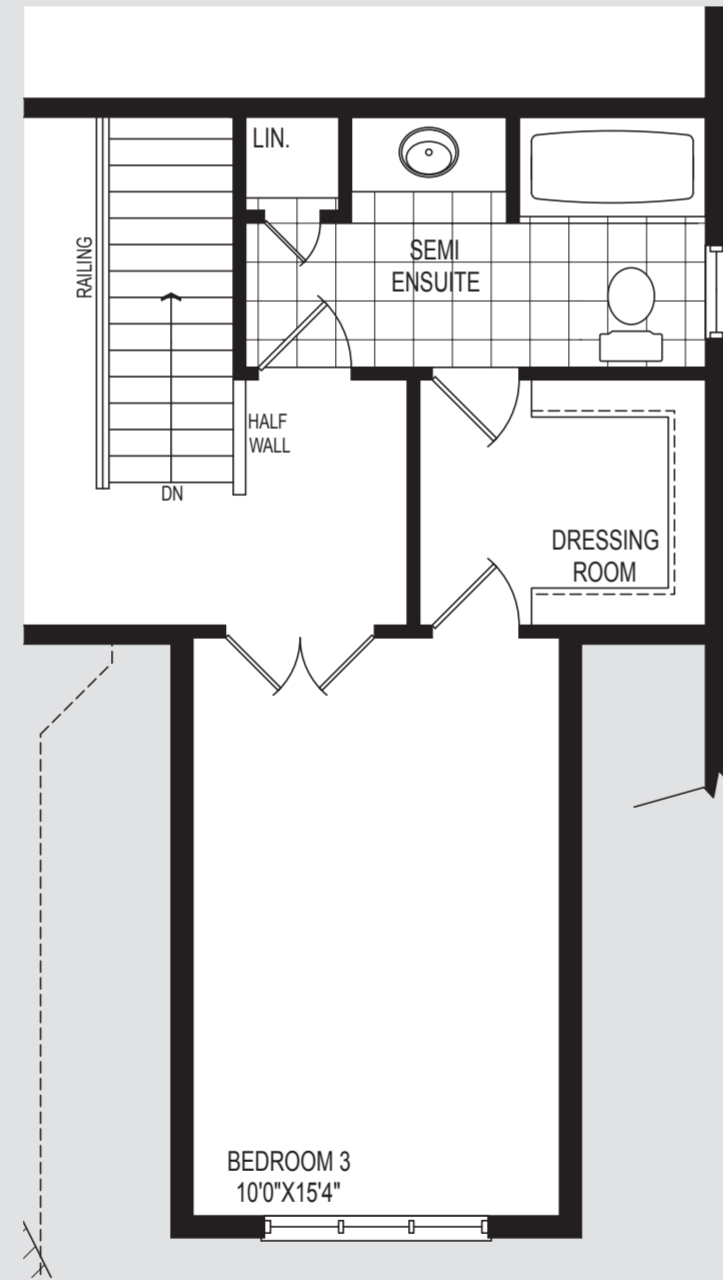 LIN.
RAILING
SEMI
ENSUITE
HALF
WALL
DN
DRESSING
ROOM
BEDROOM 3
10'0"X15'4"